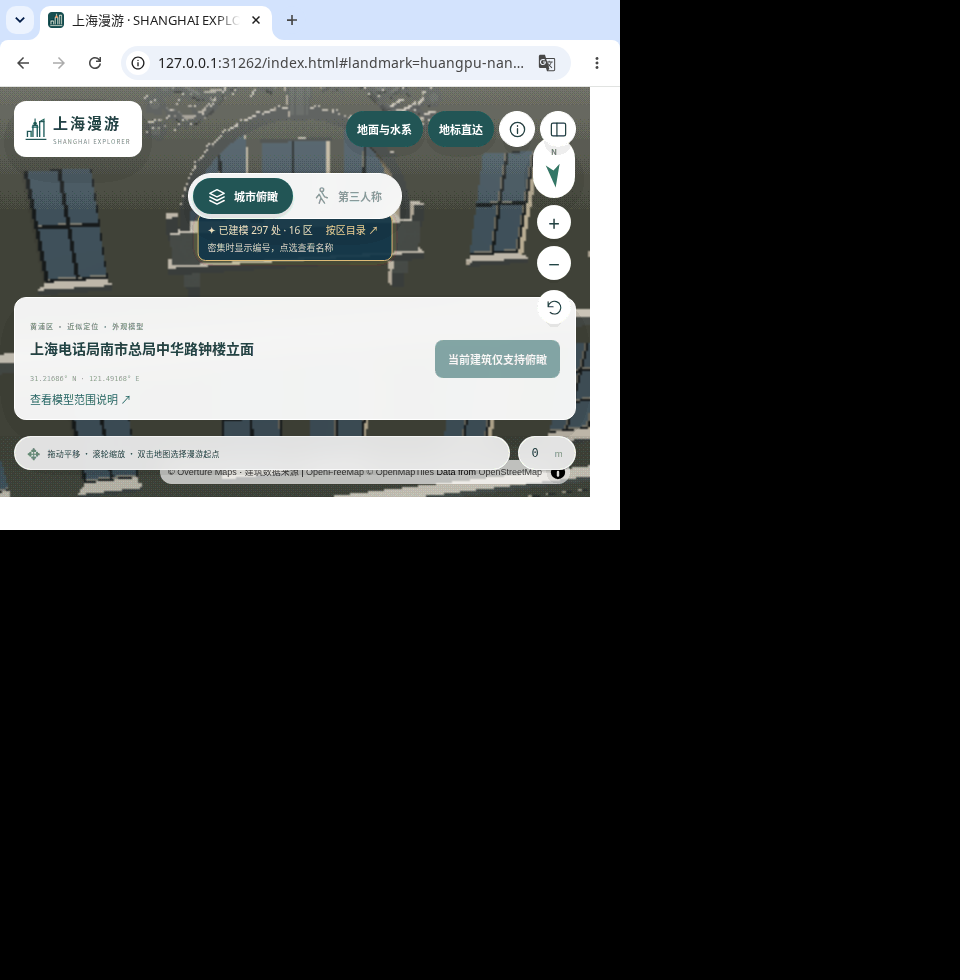 上海漫游 · SHANGHAI EXPLO
127.0.0.1:31262/index.html#landmark=huangpu-nan...
上海漫游
SHANGHAI EXPLORER
地面与水系
地标直达
N
城市俯瞰
第三人称
✦ 已建模 297 处 · 16 区 按区目录 ↗
密集时显示编号，点选查看名称
+
−
黄浦区 · 近似定位 · 外观模型
上海电话局南市总局中华路钟楼立面
当前建筑仅支持俯瞰
31.21686° N · 121.49168° E
查看模型范围说明 ↗
拖动平移 · 滚轮缩放 · 双击地图选择漫游起点
0 m
© Overture Maps · 建筑数据来源 | OpenFreeMap © OpenMapTiles Data from OpenStreetMap